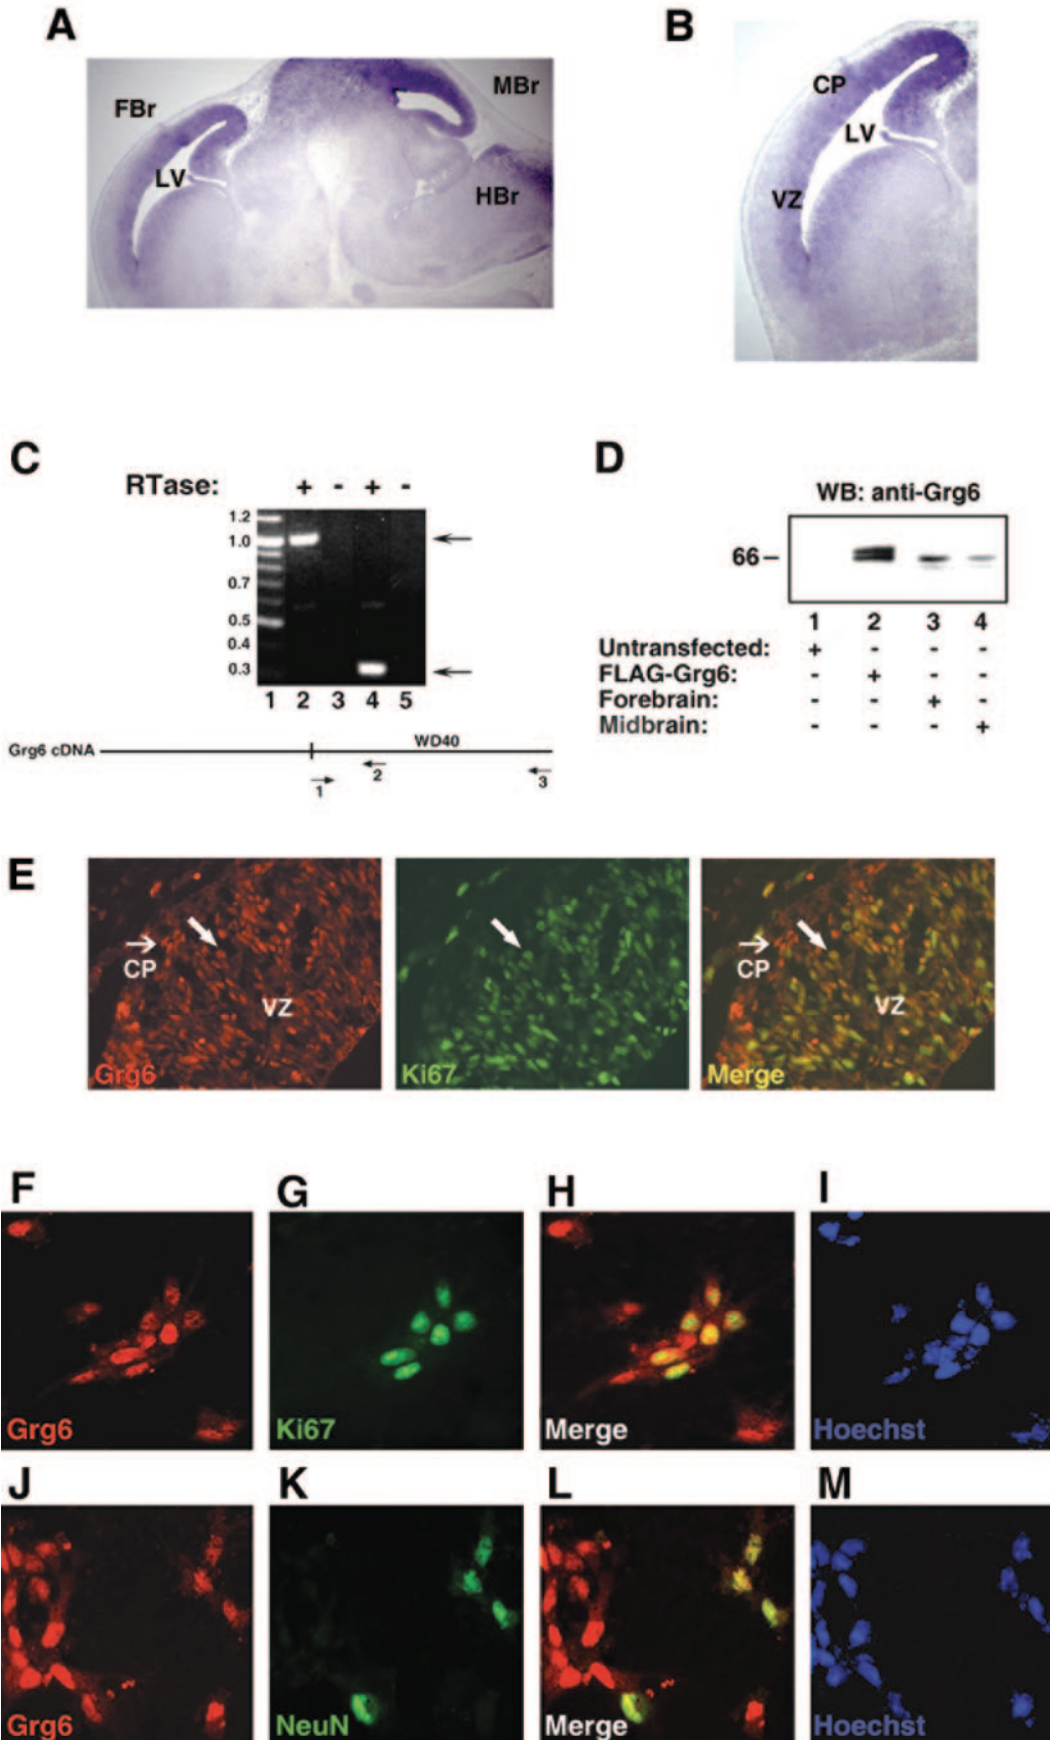 A
FBr
LV
MBr
HBr
B
CP
LV
VZ
C
RTase: + - + -
1.2
1.0
0.7
0.5
0.4
0.3
1 2 3 4 5
Grg6 cDNA
WD40
1
2
3
D
WB: anti-Grg6
66
1 2 3 4
Untransfected: + - - -
FLAG-Grg6: - + - -
Forebrain: - - + -
Midbrain: - - - +
E
CP
VZ
Grg6
Ki67
CP
VZ
Merge
F
G
H
I
Grg6
Ki67
Merge
Hoechst
J
K
L
M
Grg6
NeuN
Merge
Hoechst